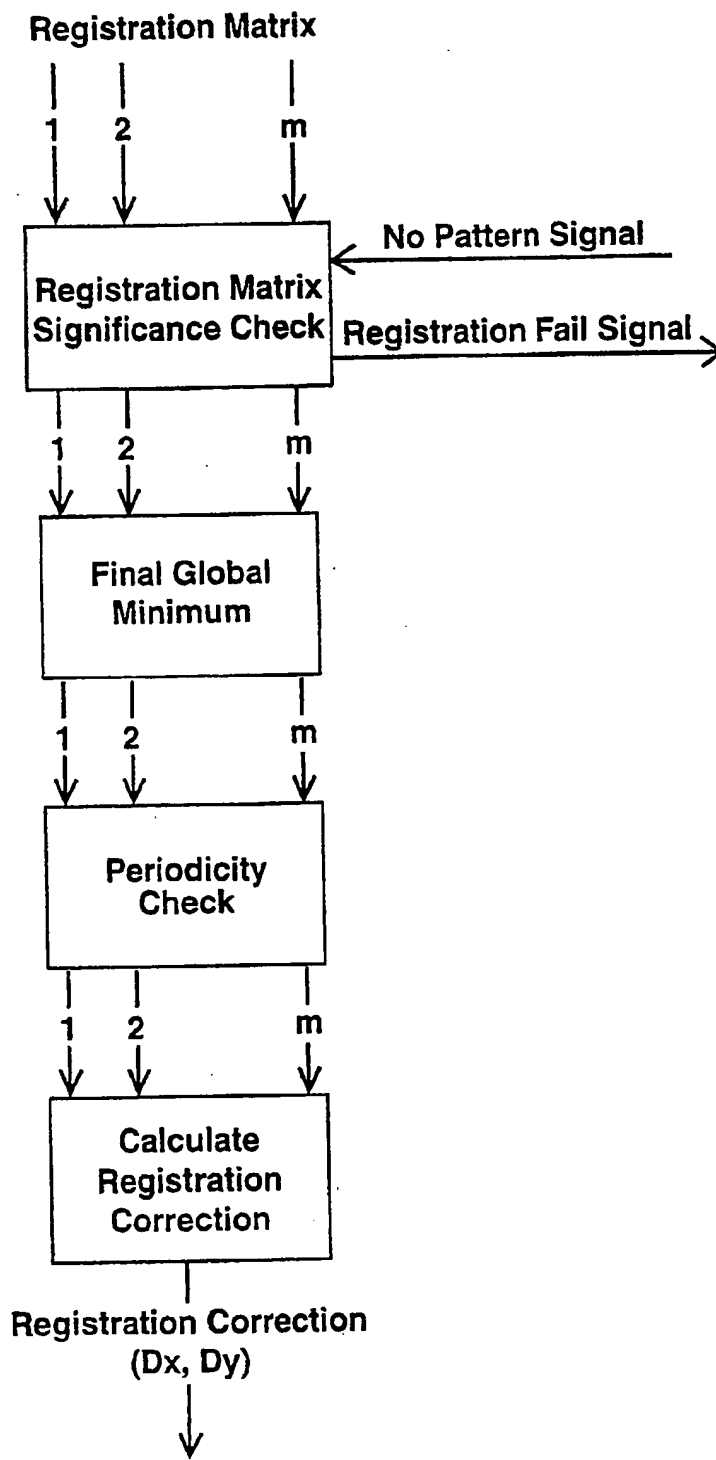 Registration Matrix
1 2 m
No Pattern Signal
Registration Matrix
Significance Check
Registration Fail Signal
1 2 m
Final Global
Minimum
1 2 m
Periodicity
Check
1 2 m
Calculate
Registration
Correction
Registration Correction
(Dx, Dy)